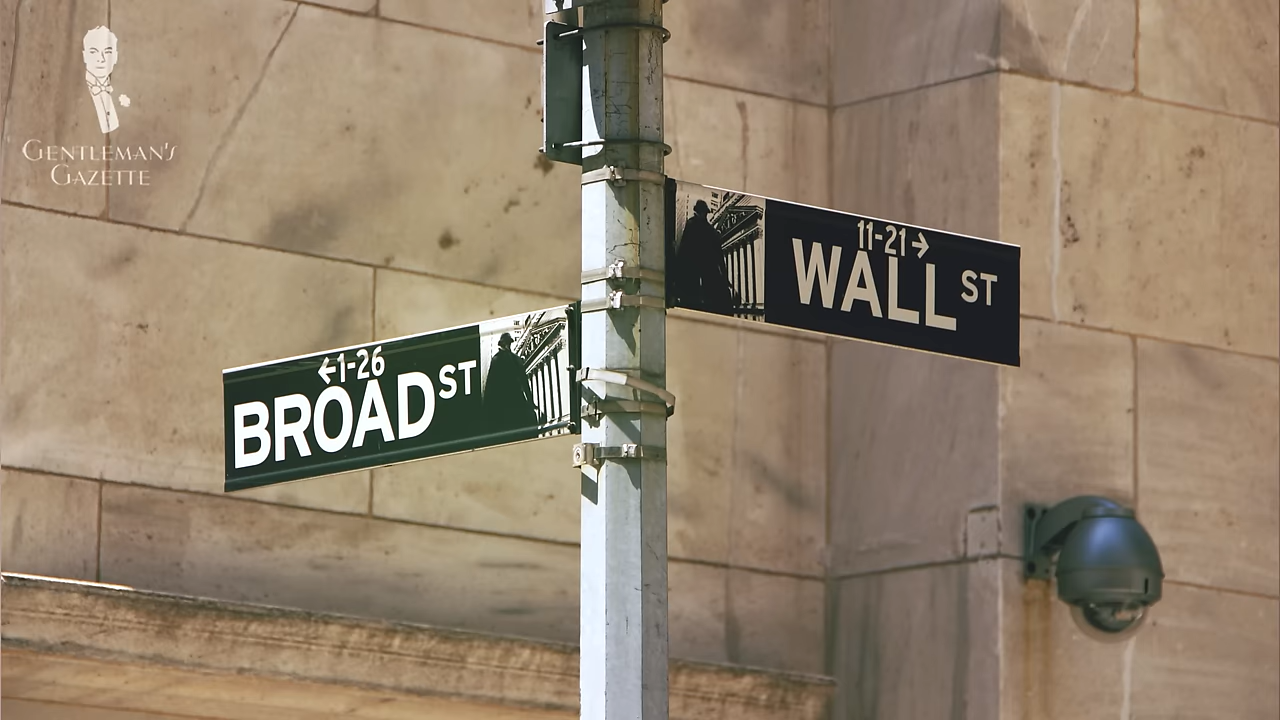 GENTLEMAN'S
GAZETTE
←1-26
BROAD ST
11-21→
WALL ST